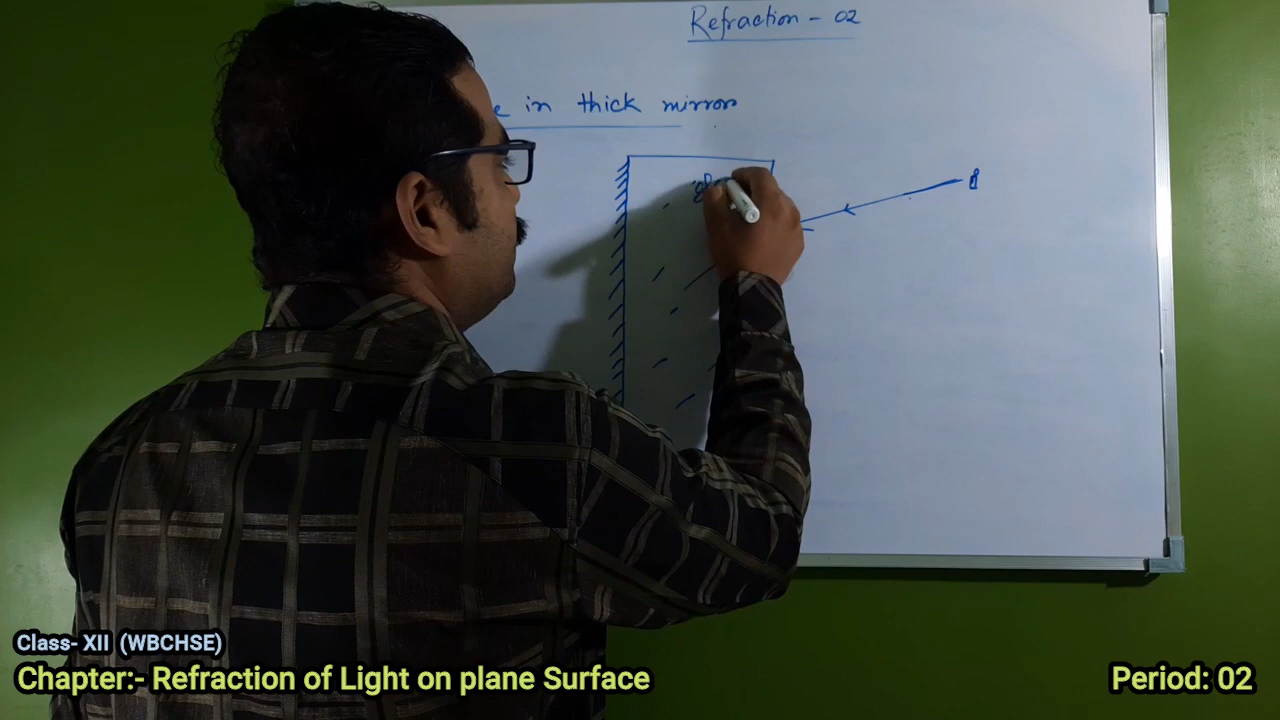 Refraction - 02
in thick mirror
Class- XII (WBCHSE)
Chapter:- Refraction of Light on plane Surface
Period: 02